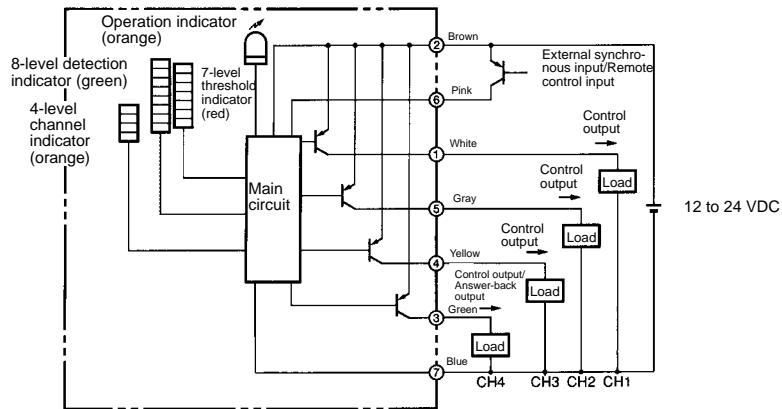 Operation indicator
(orange)
8-level detection
indicator (green)
7-level
threshold
indicator
(red)
4-level
channel
indicator
(orange)
Main
circuit
2
Brown
External synchro-
nous input/Remote
control input
6
Pink
Control
output
1
White
Load
Control
output
5
Gray
Load
12 to 24 VDC
Control
output
4
Yellow
Load
Control output/
Answer-back
output
3
Green
Load
7
Blue
CH4
CH3
CH2
CH1